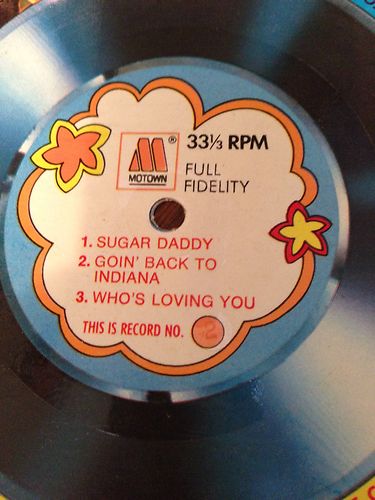 33⅓ RPM
® 
MOTOWN
FULL
FIDELITY
1. SUGAR DADDY
2. GOIN' BACK TO
INDIANA
3. WHO'S LOVING YOU
THIS IS RECORD NO. 2